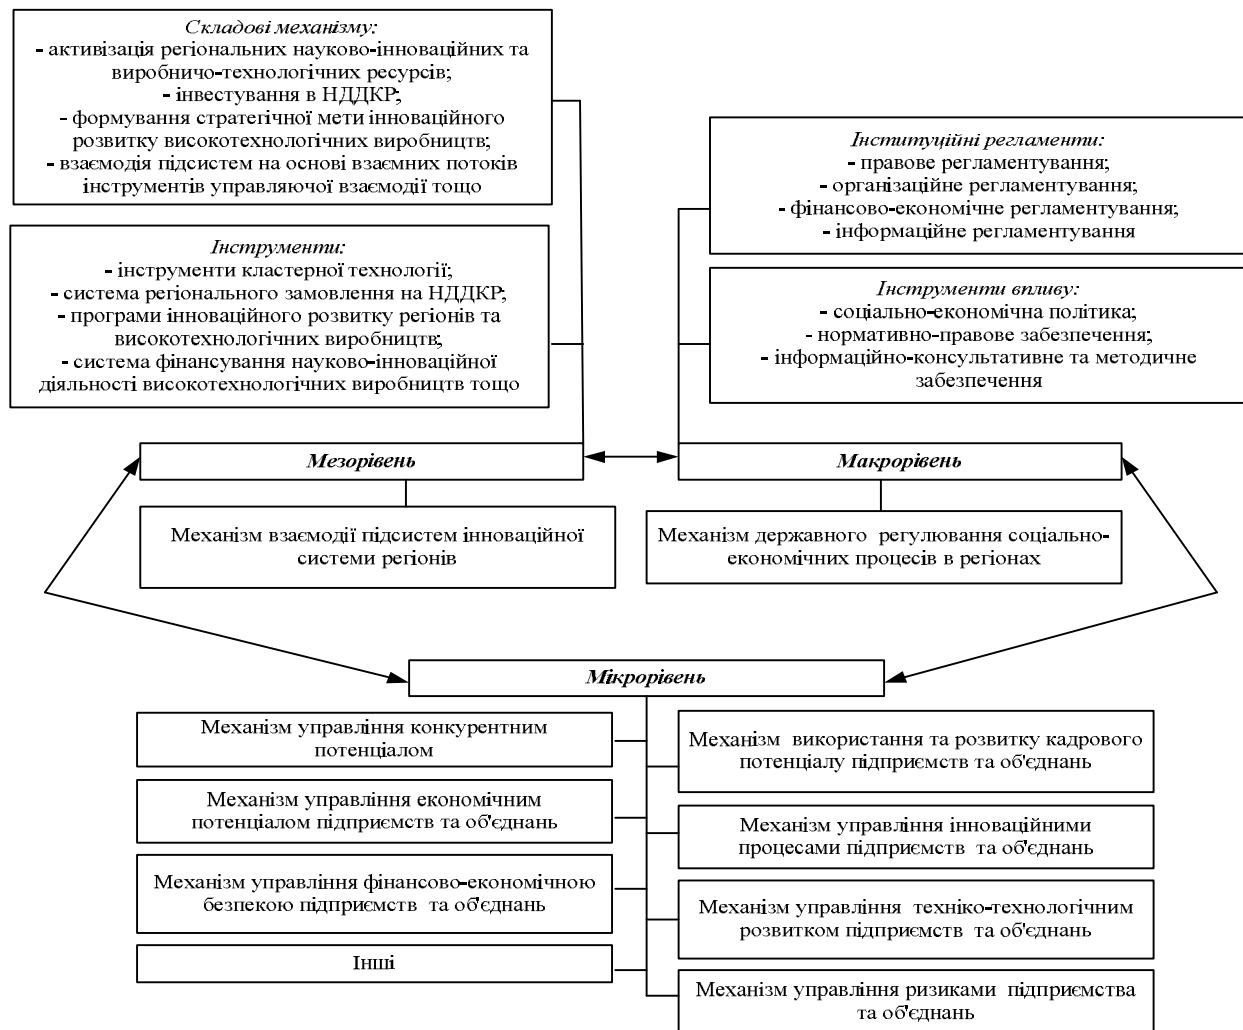 Складові механізму:
- активізація регіональних науково-інноваційних та
виробничо-технологічних ресурсів;
- інвестування в НДДКР;
- формування стратегічної мети інноваційного
розвитку високотехнологічних виробництв;
- взаємодія підсистем на основі взаємних потоків
інструментів управляючої взаємодії тощо
Інструменти:
- інструменти кластерної технології;
- система регіонального замовлення на НДДКР;
- програми інноваційного розвитку регіонів та
високотехнологічних виробництв;
- система фінансування науково-інноваційної
діяльності високотехнологічних виробництв тощо
Інституційні регламенти:
- правове регламентування;
- організаційне регламентування;
- фінансово-економічне регламентування;
- інформаційне регламентування
Інструменти впливу:
- соціально-економічна політика;
- нормативно-правове забезпечення;
- інформаційно-консультативне та методичне
забезпечення
Мезорівень
Макрорівень
Механізм взаємодії підсистем інноваційної
системи регіонів
Механізм державного регулювання соціально-
економічних процесів в регіонах
Мікрорівень
Механізм управління конкурентним
потенціалом
Механізм управління економічним
потенціалом підприємств та об'єднань
Механізм управління фінансово-економічною
безпекою підприємств та об'єднань
Інші
Механізм використання та розвитку кадрового
потенціалу підприємств та об'єднань
Механізм управління інноваційними
процесами підприємств та об'єднань
Механізм управління техніко-технологічним
розвитком підприємств та об'єднань
Механізм управління ризиками підприємства
та об'єднань